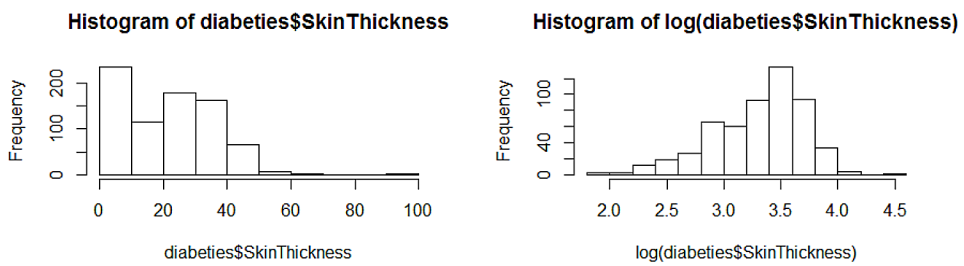 Histogram of diabeties$SkinThickness
Frequency
0
100
200
0 20 40 60 80 100
diabeties$SkinThickness
Histogram of log(diabeties$SkinThickness)
Frequency
0
40
100
2.0 2.5 3.0 3.5 4.0 4.5
log(diabeties$SkinThickness)